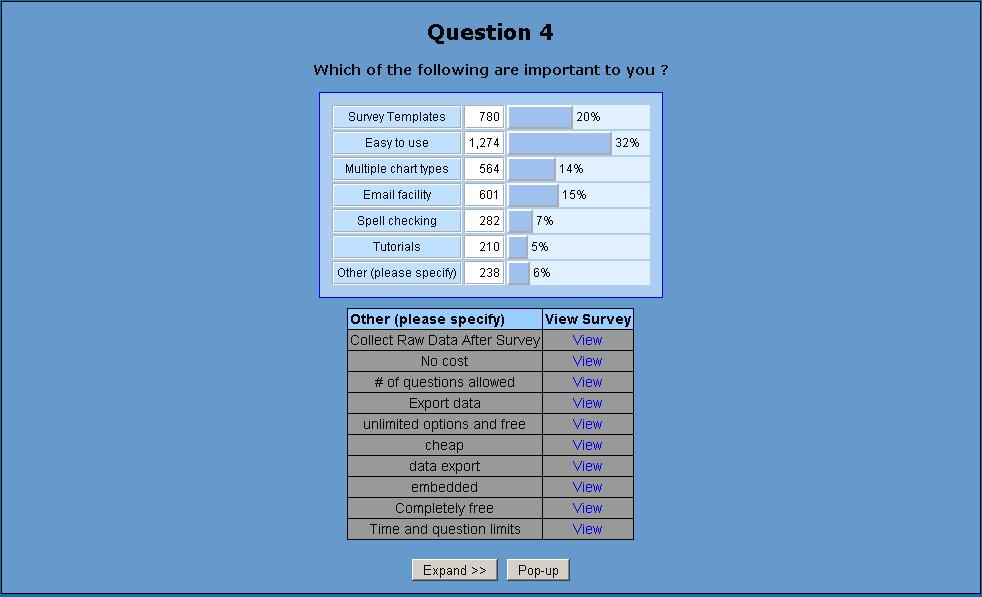 Question 4
Which of the following are important to you ?
Survey Templates 780 20%
Easy to use 1,274 32%
Multiple chart types 564 14%
Email facility 601 15%
Spell checking 282 7%
Tutorials 210 5%
Other (please specify) 238 6%
Other (please specify) View Survey
Collect Raw Data After Survey View
No cost View
# of questions allowed View
Export data View
unlimited options and free View
cheap View
data export View
embedded View
Completely free View
Time and question limits View
Expand >> Pop-up